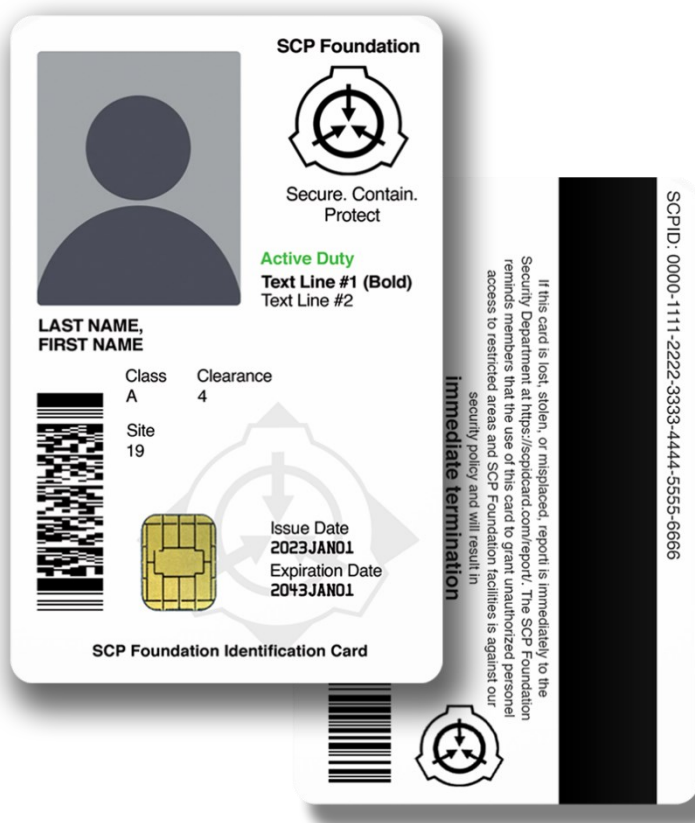 SCP Foundation
Secure. Contain.
Protect
Active Duty
Text Line #1 (Bold)
Text Line #2
LAST NAME,
FIRST NAME
Class
Clearance
A
4
Site
19
Issue Date
2023JAN01
Expiration Date
2043JAN01
SCP Foundation Identification Card
SCPID: 0000-1111-2222-3333-4444-5555-6666
If this card is lost, stolen, or misplaced, reporti is immediately to the
Security Department at https://scpidcard.com/report/. The SCP Foundation
reminds members that the use of this card to grant unauthorized personel
access to restricted areas and SCP Foundation facilities is against our
security policy and will result in
immediate termination